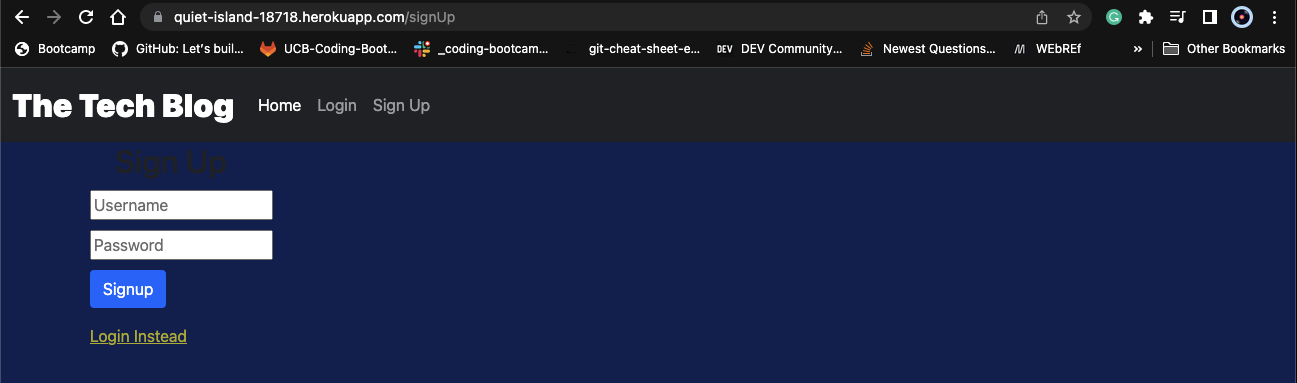 quiet-island-18718.herokuapp.com/signUp
Bootcamp GitHub: Let's buil... UCB-Coding-Boot... _coding-bootcam... git-cheat-sheet-e... DEV DEV Community... Newest Questions... WEbREf » Other Bookmarks
The Tech Blog Home Login Sign Up
Sign Up
Username
Password
Signup
Login Instead